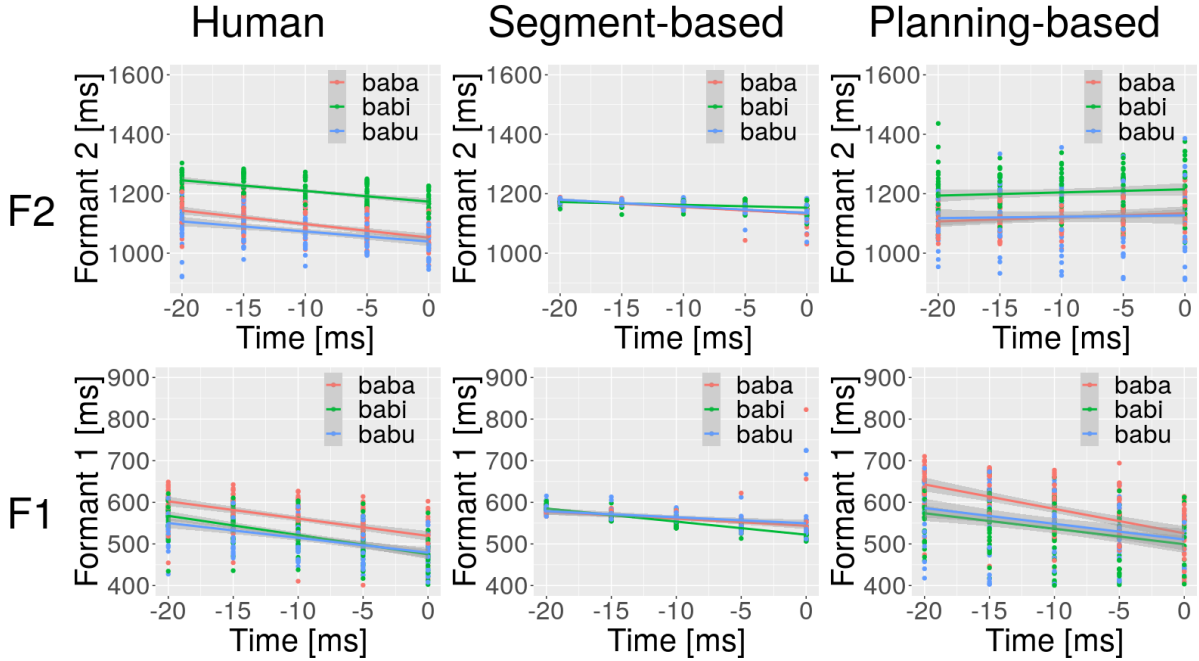 Human Segment-based Planning-based
F2
Formant 2 [ms]
1600
1400
1200
1000
baba
babi
babu
-20 -15 -10 -5 0
Time [ms]
Formant 2 [ms]
1600
1400
1200
1000
baba
babi
babu
-20 -15 -10 -5 0
Time [ms]
Formant 2 [ms]
1600
1400
1200
1000
baba
babi
babu
-20 -15 -10 -5 0
Time [ms]
F1
Formant 1 [ms]
900
800
700
600
500
400
baba
babi
babu
-20 -15 -10 -5 0
Time [ms]
Formant 1 [ms]
900
800
700
600
500
400
baba
babi
babu
-20 -15 -10 -5 0
Time [ms]
Formant 1 [ms]
900
800
700
600
500
400
baba
babi
babu
-20 -15 -10 -5 0
Time [ms]